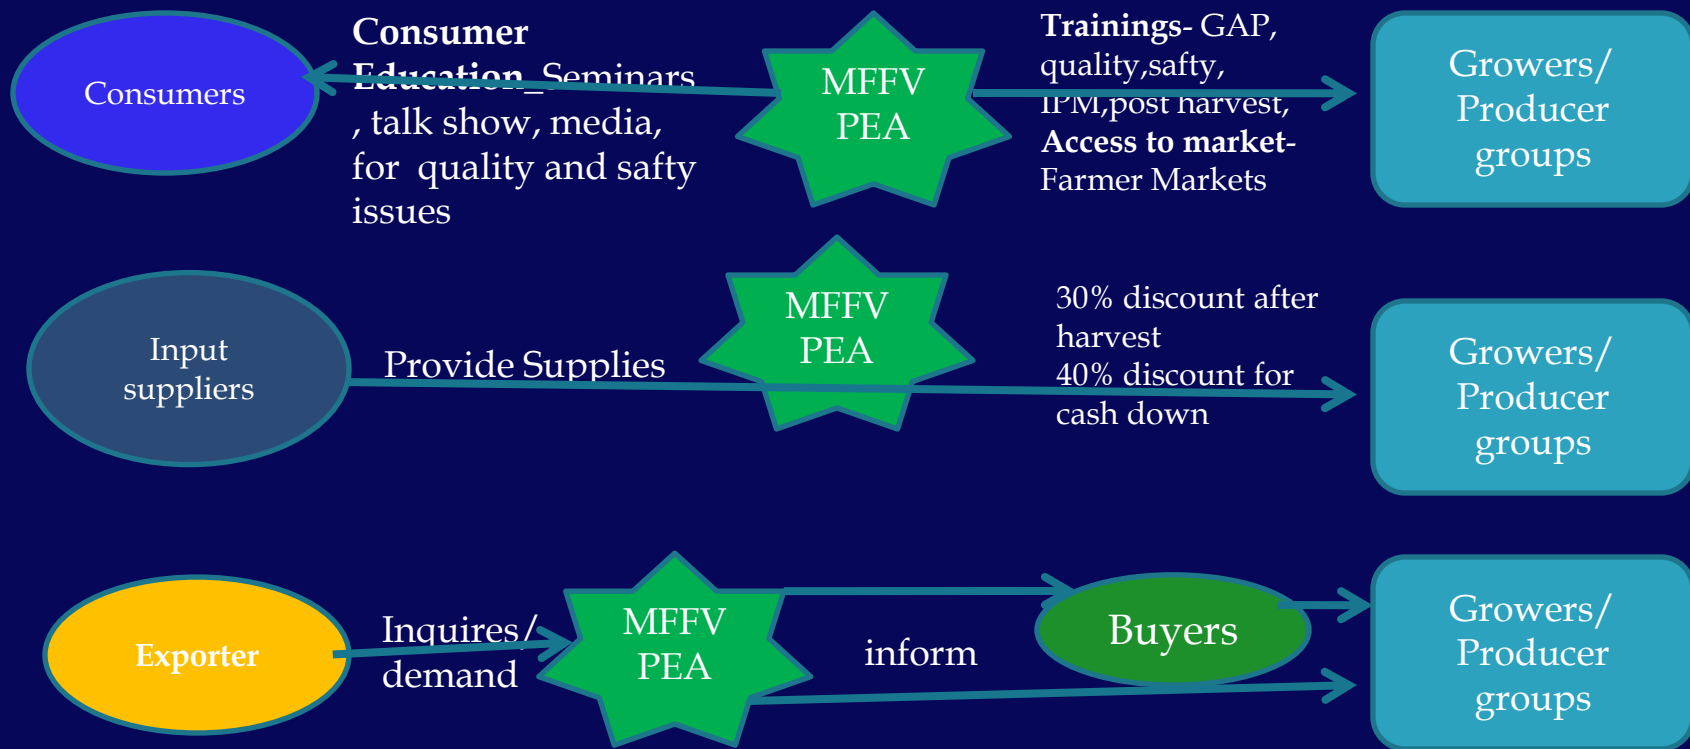 Consumers
Consumer
Education_Seminars
, talk show, media,
for  quality and safty
issues
MFFV
PEA
Trainings- GAP,
quality,safty,
IPM,post harvest,
Access to market-
Farmer Markets
Growers/
Producer
groups
Input
suppliers
Provide Supplies
MFFV
PEA
30% discount after
harvest
40% discount for
cash down
Growers/
Producer
groups
Exporter
Inquires/
demand
MFFV
PEA
inform
Buyers
Growers/
Producer
groups